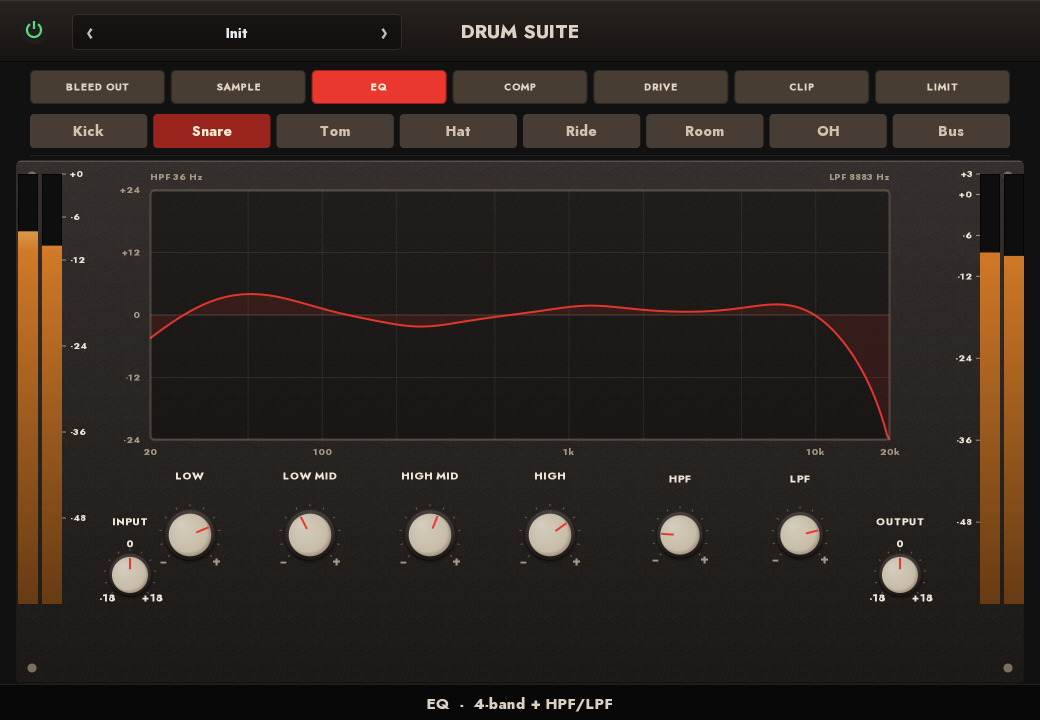 ‹ Init › DRUM SUITE
BLEED OUT SAMPLE EQ COMP DRIVE CLIP LIMIT
Kick Snare Tom Hat Ride Room OH Bus
HPF 36 Hz LPF 8883 Hz
+0 +3
+24 +0
-6 -6
+12
-12 -12
0
-24 -24
-12
-36 -36
-24
20 100 1k 10k 20k
LOW LOW MID HIGH MID HIGH HPF LPF
-48 -48
INPUT OUTPUT
0 0
- + - + - + - + - + - +
-18 +18 -18 +18
EQ · 4-band + HPF/LPF